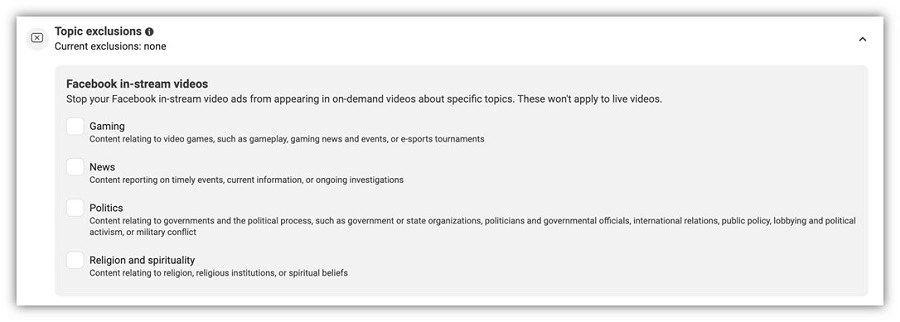 Topic exclusions
Current exclusions: none
Facebook in-stream videos
Stop your Facebook in-stream video ads from appearing in on-demand videos about specific topics. These won't apply to live videos.
Gaming
Content relating to video games, such as gameplay, gaming news and events, or e-sports tournaments
News
Content reporting on timely events, current information, or ongoing investigations
Politics
Content relating to governments and the political process, such as government or state organizations, politicians and governmental officials, international relations, public policy, lobbying and political
activism, or military conflict
Religion and spirituality
Content relating to religion, religious institutions, or spiritual beliefs